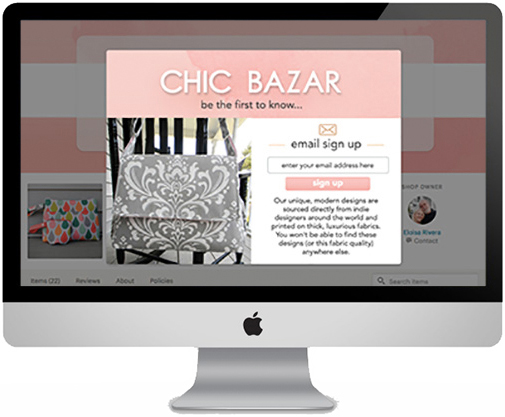 CHIC BAZAR
be the first to know...
email sign up
enter your email address here
sign up
Our unique, modern designs are
sourced directly from indie
designers around the world and
printed on thick, luxurious fabrics.
You won't be able to find these
designs (or this fabric quality)
anywhere else.
SHOP OWNER
Eloisa Rivera
Contact
Items (22)
Reviews
About
Policies
Search items